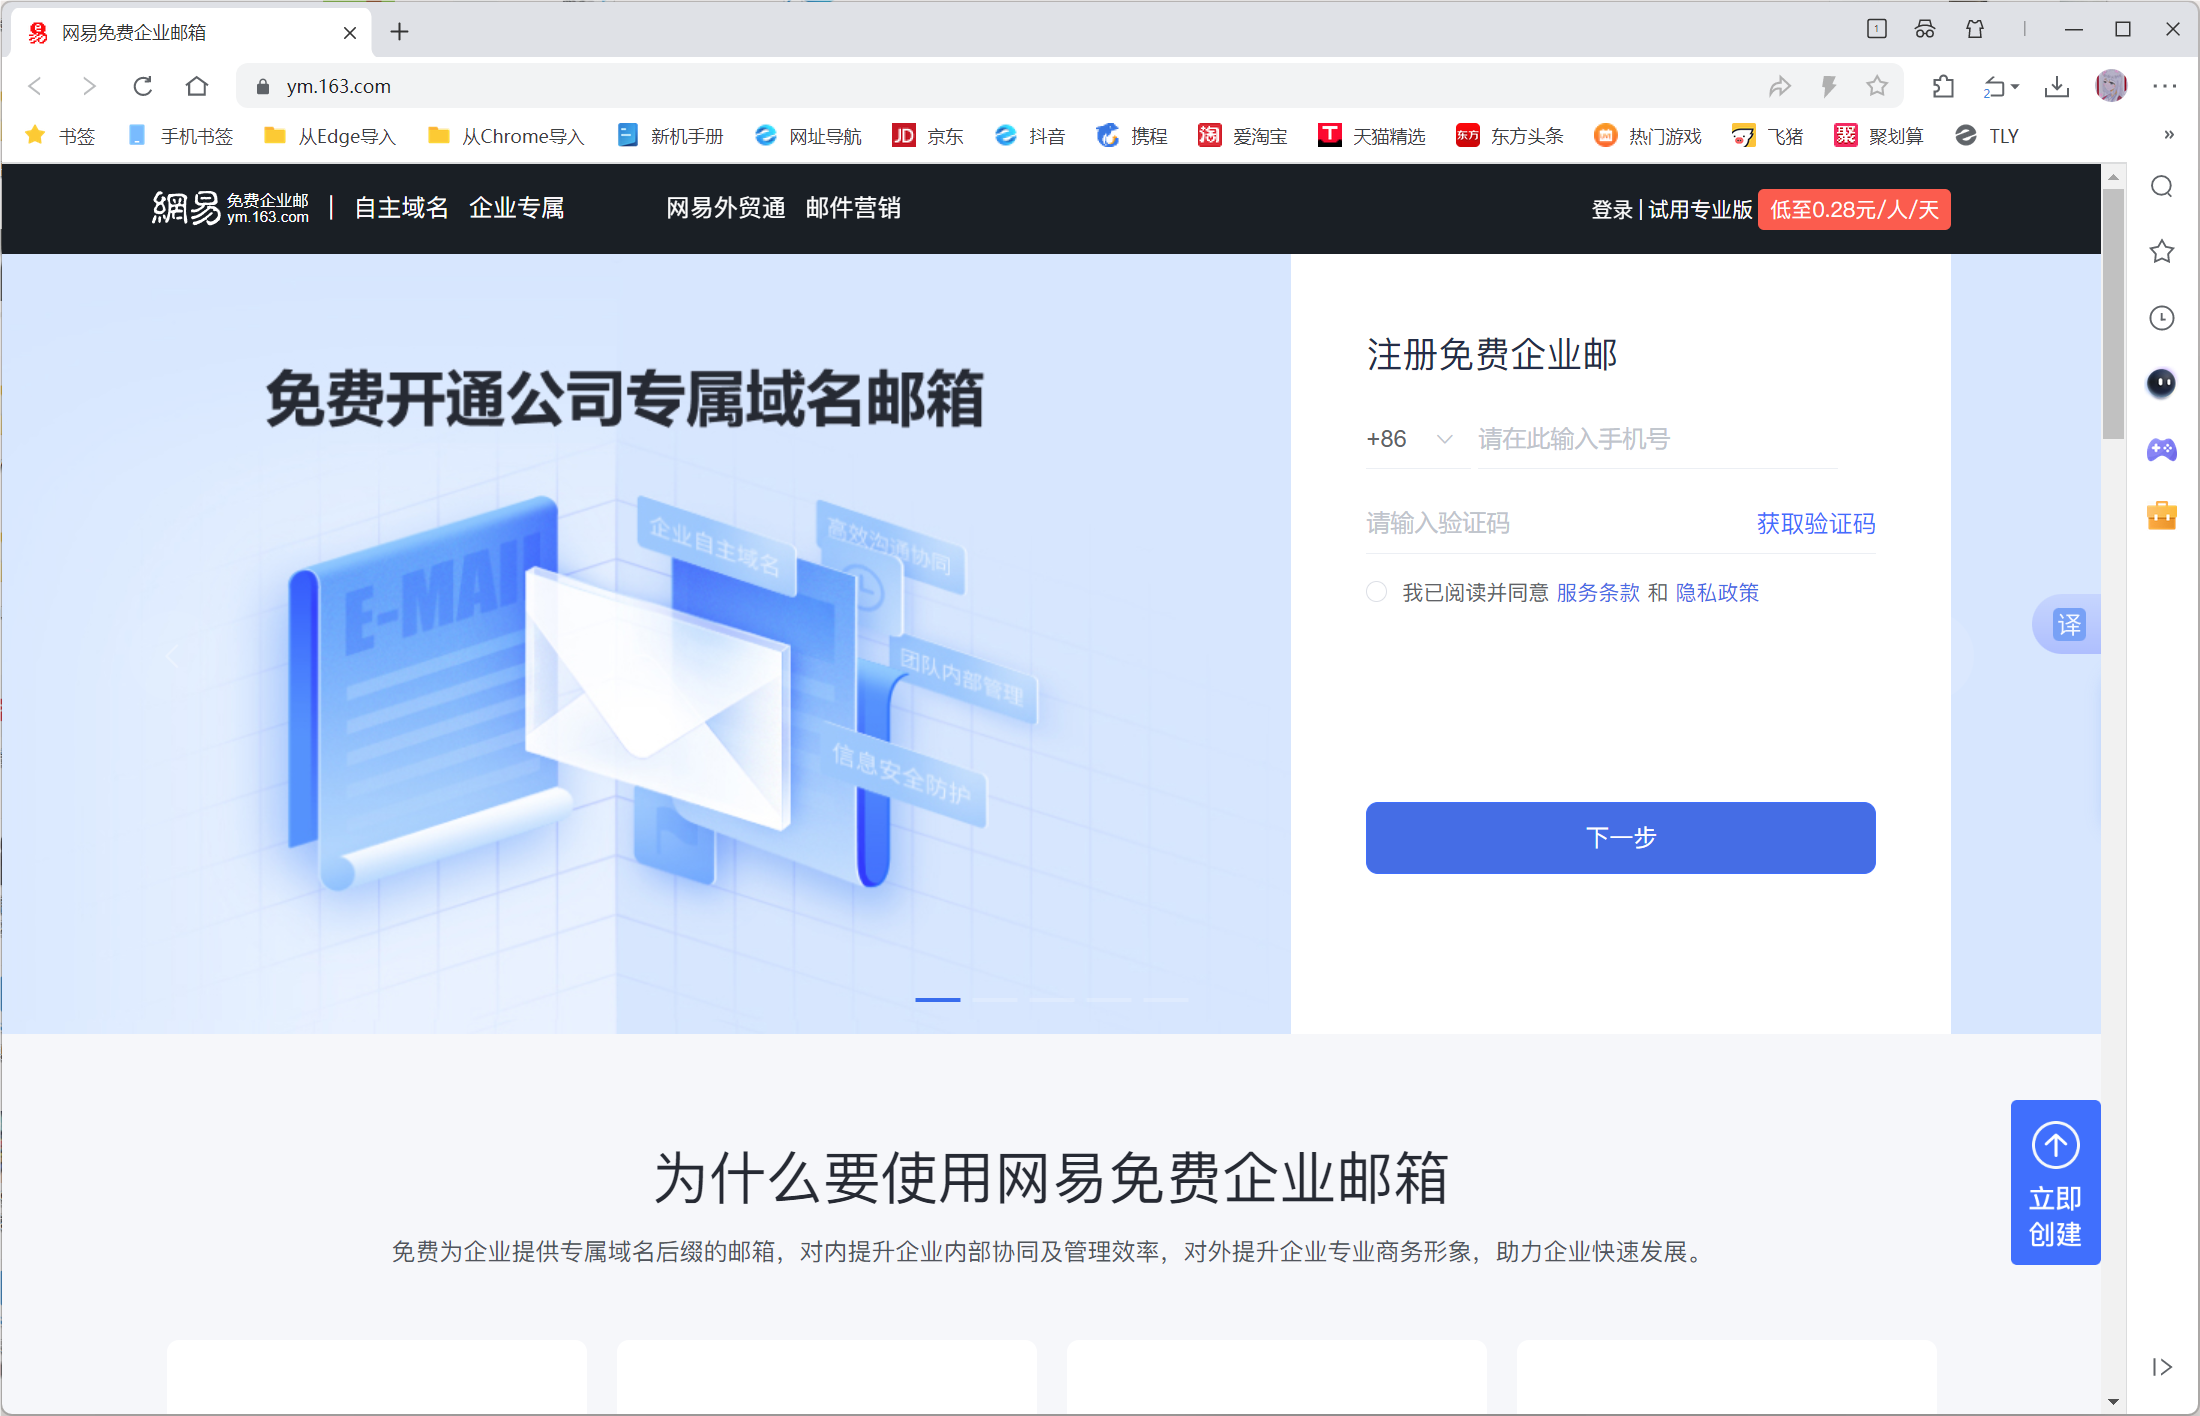 网易免费企业邮箱
ym.163.com
书签 手机书签 从Edge导入 从Chrome导入 新机手册 网址导航 JD 京东 抖音 携程 淘 爱淘宝 T 天猫精选 东方 东方头条 热门游戏 飞猪 聚 聚划算 TLY
網易 免费企业邮 ym.163.com | 自主域名 企业专属 网易外贸通 邮件营销 登录 | 试用专业版 低至0.28元/人/天
免费开通公司专属域名邮箱
E-MAIL
企业自主域名
高效沟通协同
团队内部管理
信息安全防护
注册免费企业邮
+86 请在此输入手机号
请输入验证码 获取验证码
我已阅读并同意 服务条款 和 隐私政策
译
下一步
为什么要使用网易免费企业邮箱
免费为企业提供专属域名后缀的邮箱，对内提升企业内部协同及管理效率，对外提升企业专业商务形象，助力企业快速发展。
立即
创建